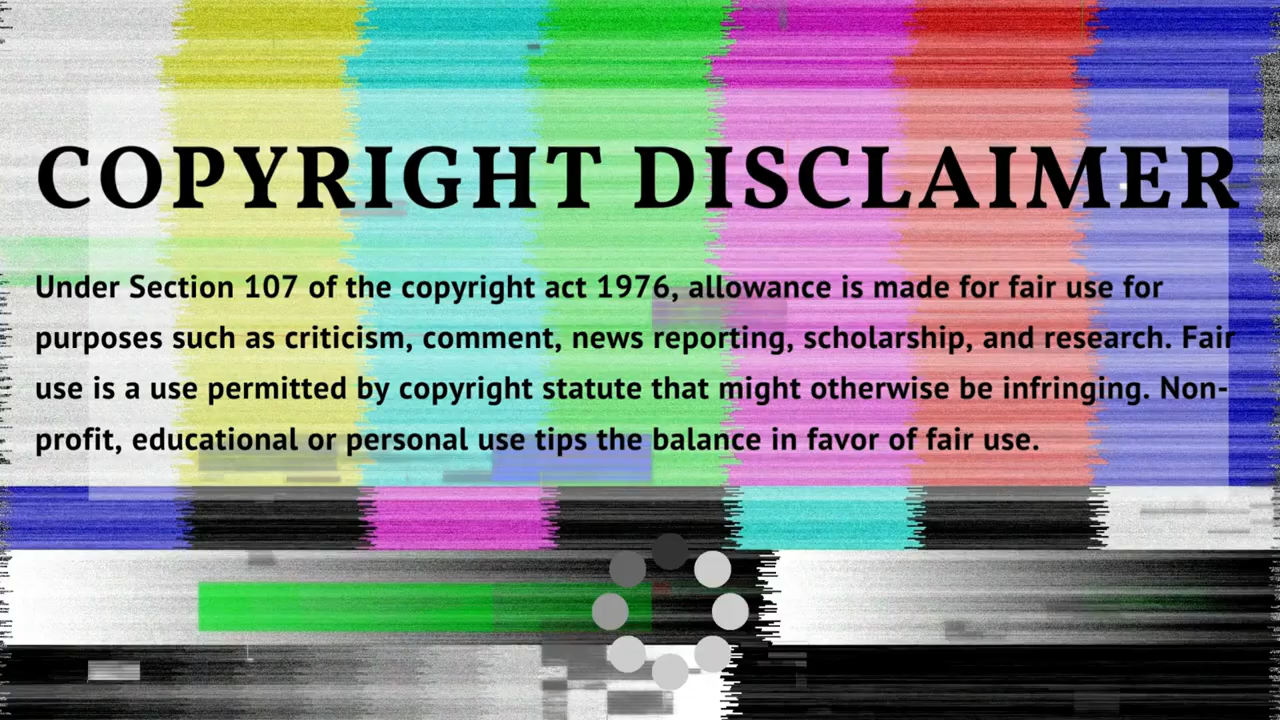 COPYRIGHT DISCLAIMER
Under Section 107 of the copyright act 1976, allowance is made for fair use for
purposes such as criticism, comment, news reporting, scholarship, and research. Fair
use is a use permitted by copyright statute that might otherwise be infringing. Non-
profit, educational or personal use tips the balance in favor of fair use.